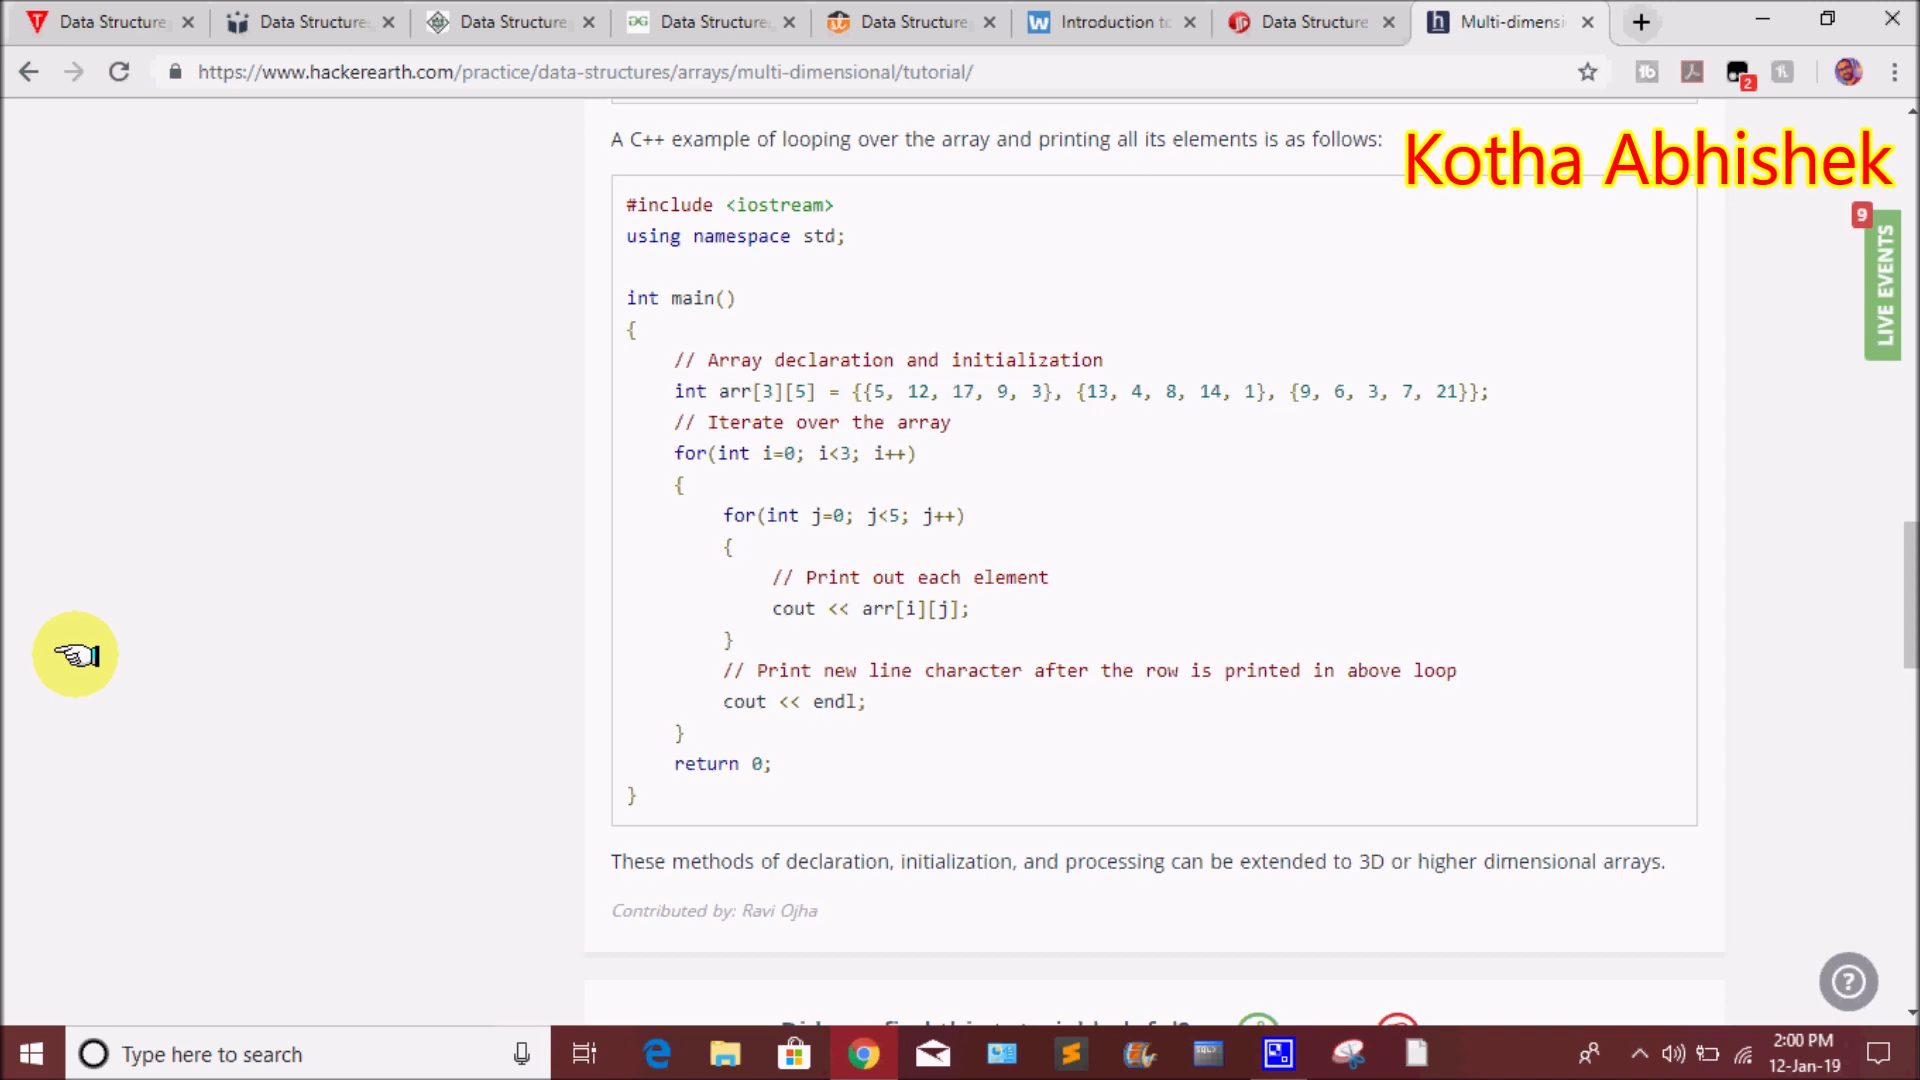 Data Structure
Data Structure
Data Structure
Data Structure
Data Structure
Introduction to
Data Structure
Multi-dimensi
https://www.hackerearth.com/practice/data-structures/arrays/multi-dimensional/tutorial/
2
A C++ example of looping over the array and printing all its elements is as follows:
Kotha Abhishek
9
LIVE EVENTS
#include <iostream>
using namespace std;
int main()
{
// Array declaration and initialization
int arr[3][5] = {{5, 12, 17, 9, 3}, {13, 4, 8, 14, 1}, {9, 6, 3, 7, 21}};
// Iterate over the array
for(int i=0; i<3; i++)
{
for(int j=0; j<5; j++)
{
// Print out each element
cout << arr[i][j];
}
// Print new line character after the row is printed in above loop
cout << endl;
}
return 0;
}
These methods of declaration, initialization, and processing can be extended to 3D or higher dimensional arrays.
Contributed by: Ravi Ojha
?
Type here to search
2:00 PM
12-Jan-19